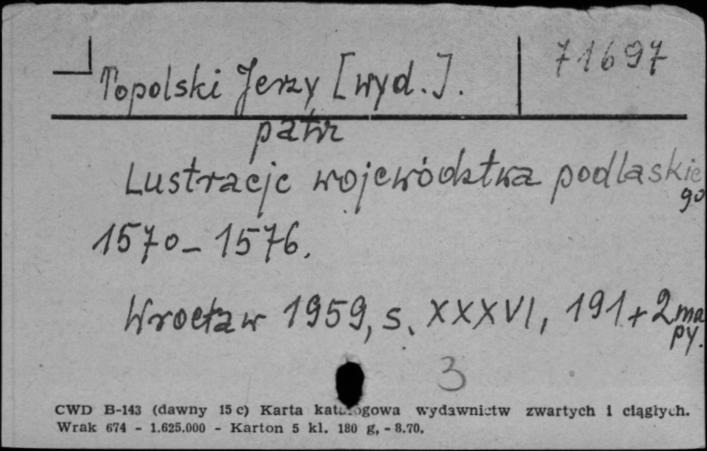 Topolski Jerzy [wyd.].
71697
patrz
Lustracje województwa podlaskiego
1570-1576.
Wrocław 1959, s. XXXVI, 191 + 2 mapy.
3
CWD B-143 (dawny 15 c) Karta katalogowa wydawnictw zwartych i ciągłych.
Wrak 674 - 1.625.000 - Karton 5 kl. 180 g, - 8.70.